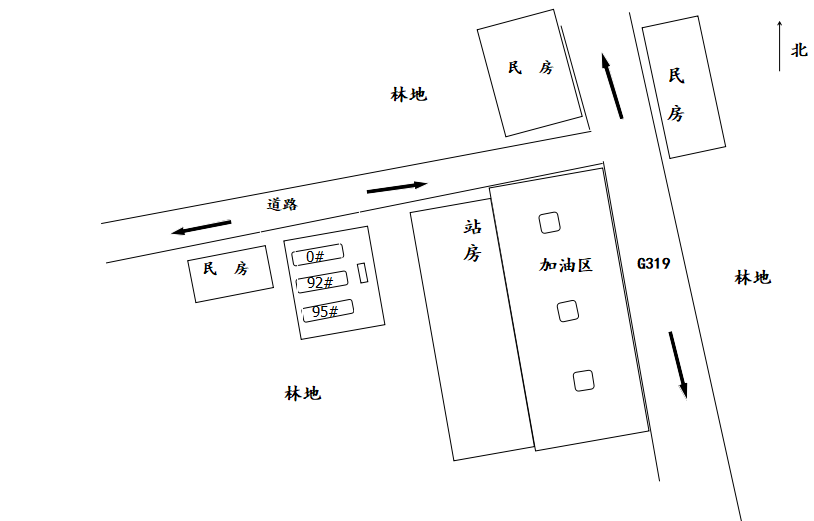 北
民 房
民
房
林地
道路
站
房
民 房
0#
92#
95#
加油区
G319
林地
林地